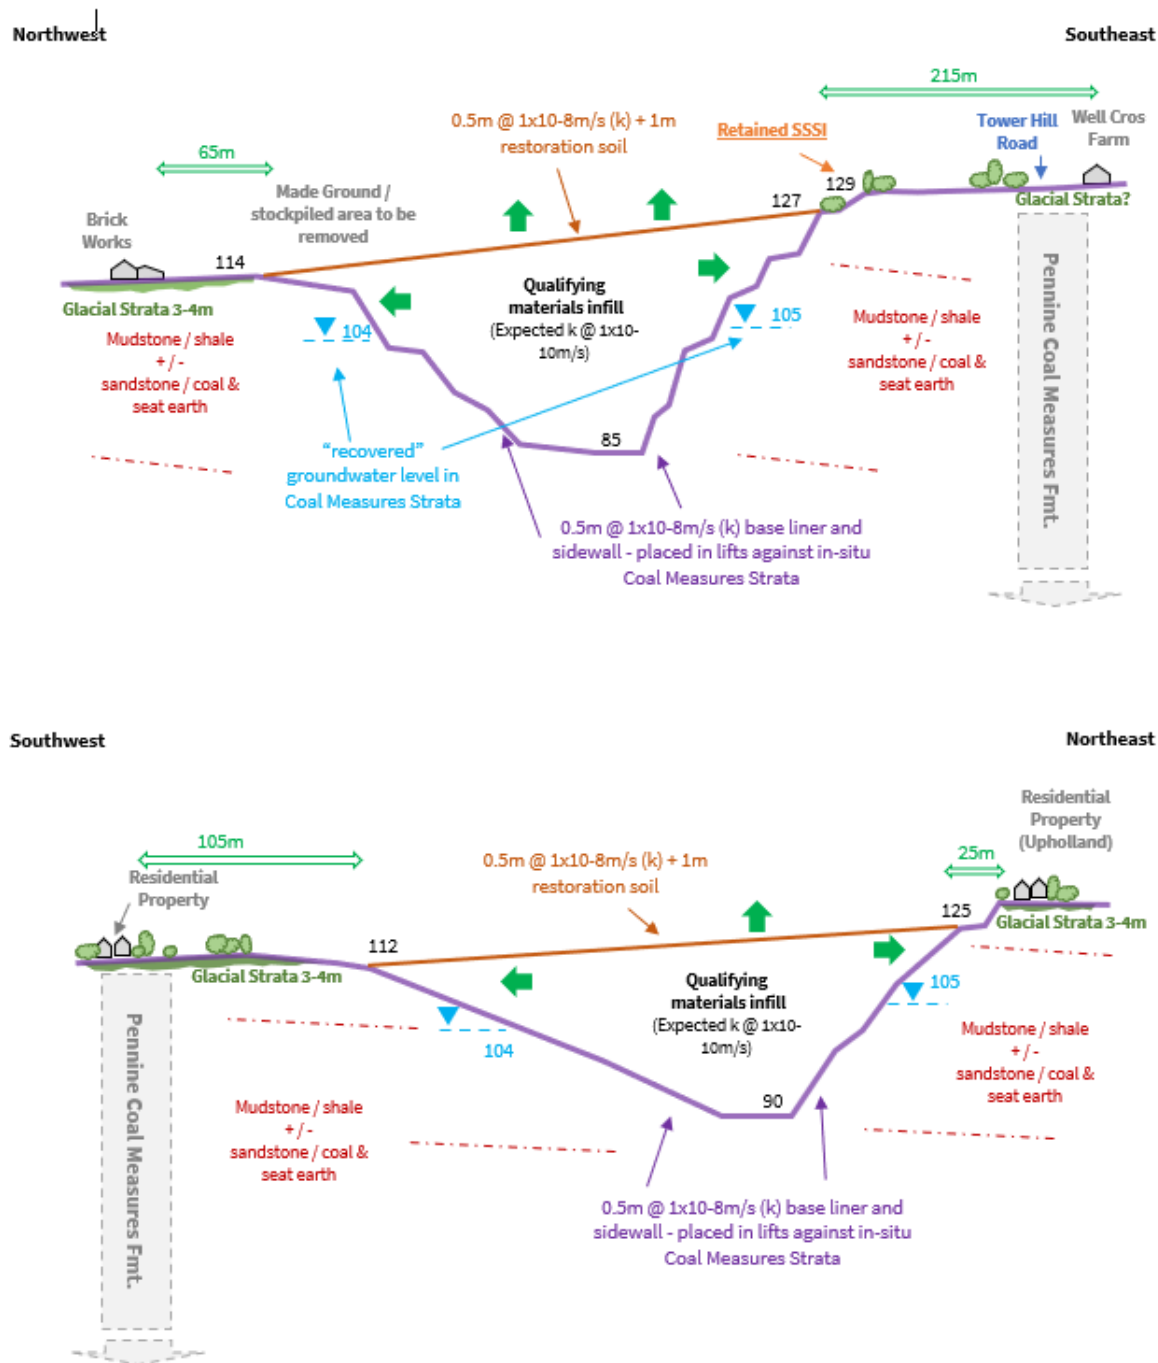 Northwest
Southeast
215m
0.5m @ 1x10-8m/s (k) + 1m
restoration soil
Retained SSSI
Tower Hill
Road
Well Cros
Farm
65m
Made Ground /
stockpiled area to be
removed
Brick
Works
114
127
129
Glacial Strata?
Glacial Strata 3-4m
Qualifying
materials infill
(Expected k @ 1x10-
10m/s)
104
105
Mudstone / shale
+ / -
sandstone / coal &
seat earth
Mudstone / shale
+ / -
sandstone / coal &
seat earth
Pennine Coal Measures Fmt.
85
"recovered"
groundwater level in
Coal Measures Strata
0.5m @ 1x10-8m/s (k) base liner and
sidewall - placed in lifts against in-situ
Coal Measures Strata
Southwest
Northeast
Residential
Property
(Upholland)
105m
25m
0.5m @ 1x10-8m/s (k) + 1m
restoration soil
Residential
Property
112
125
Glacial Strata 3-4m
Glacial Strata 3-4m
Qualifying
materials infill
(Expected k @ 1x10-
10m/s)
104
105
Mudstone / shale
+ / -
sandstone / coal &
seat earth
Mudstone / shale
+ / -
sandstone / coal &
seat earth
Pennine Coal Measures Fmt.
90
0.5m @ 1x10-8m/s (k) base liner and
sidewall - placed in lifts against in-situ
Coal Measures Strata